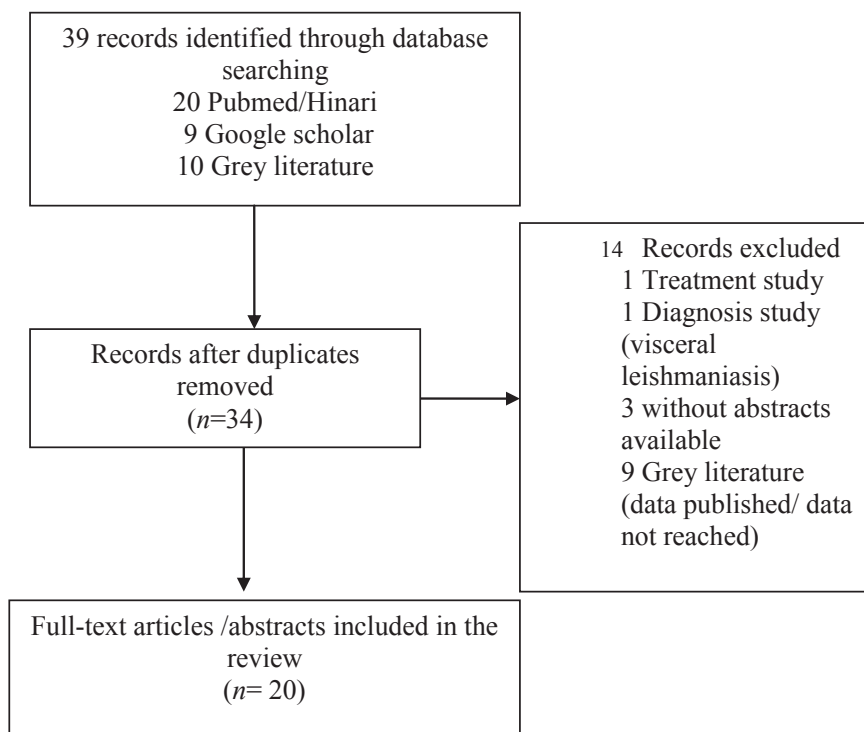 39 records identified through database
searching
20 Pubmed/Hinari
9 Google scholar
10 Grey literature
14 Records excluded
1 Treatment study
1 Diagnosis study
(visceral
leishmaniasis)
3 without abstracts
available
9 Grey literature
(data published/ data
not reached)
Records after duplicates
removed
(n=34)
Full-text articles /abstracts included in the
review
(n= 20)